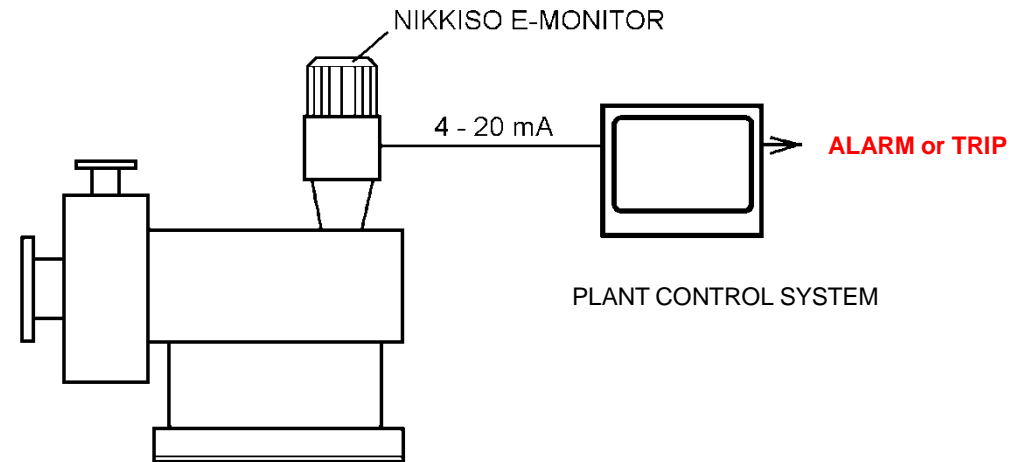 NIKKISO E-MONITOR
4 - 20 mA
ALARM or TRIP
PLANT CONTROL SYSTEM